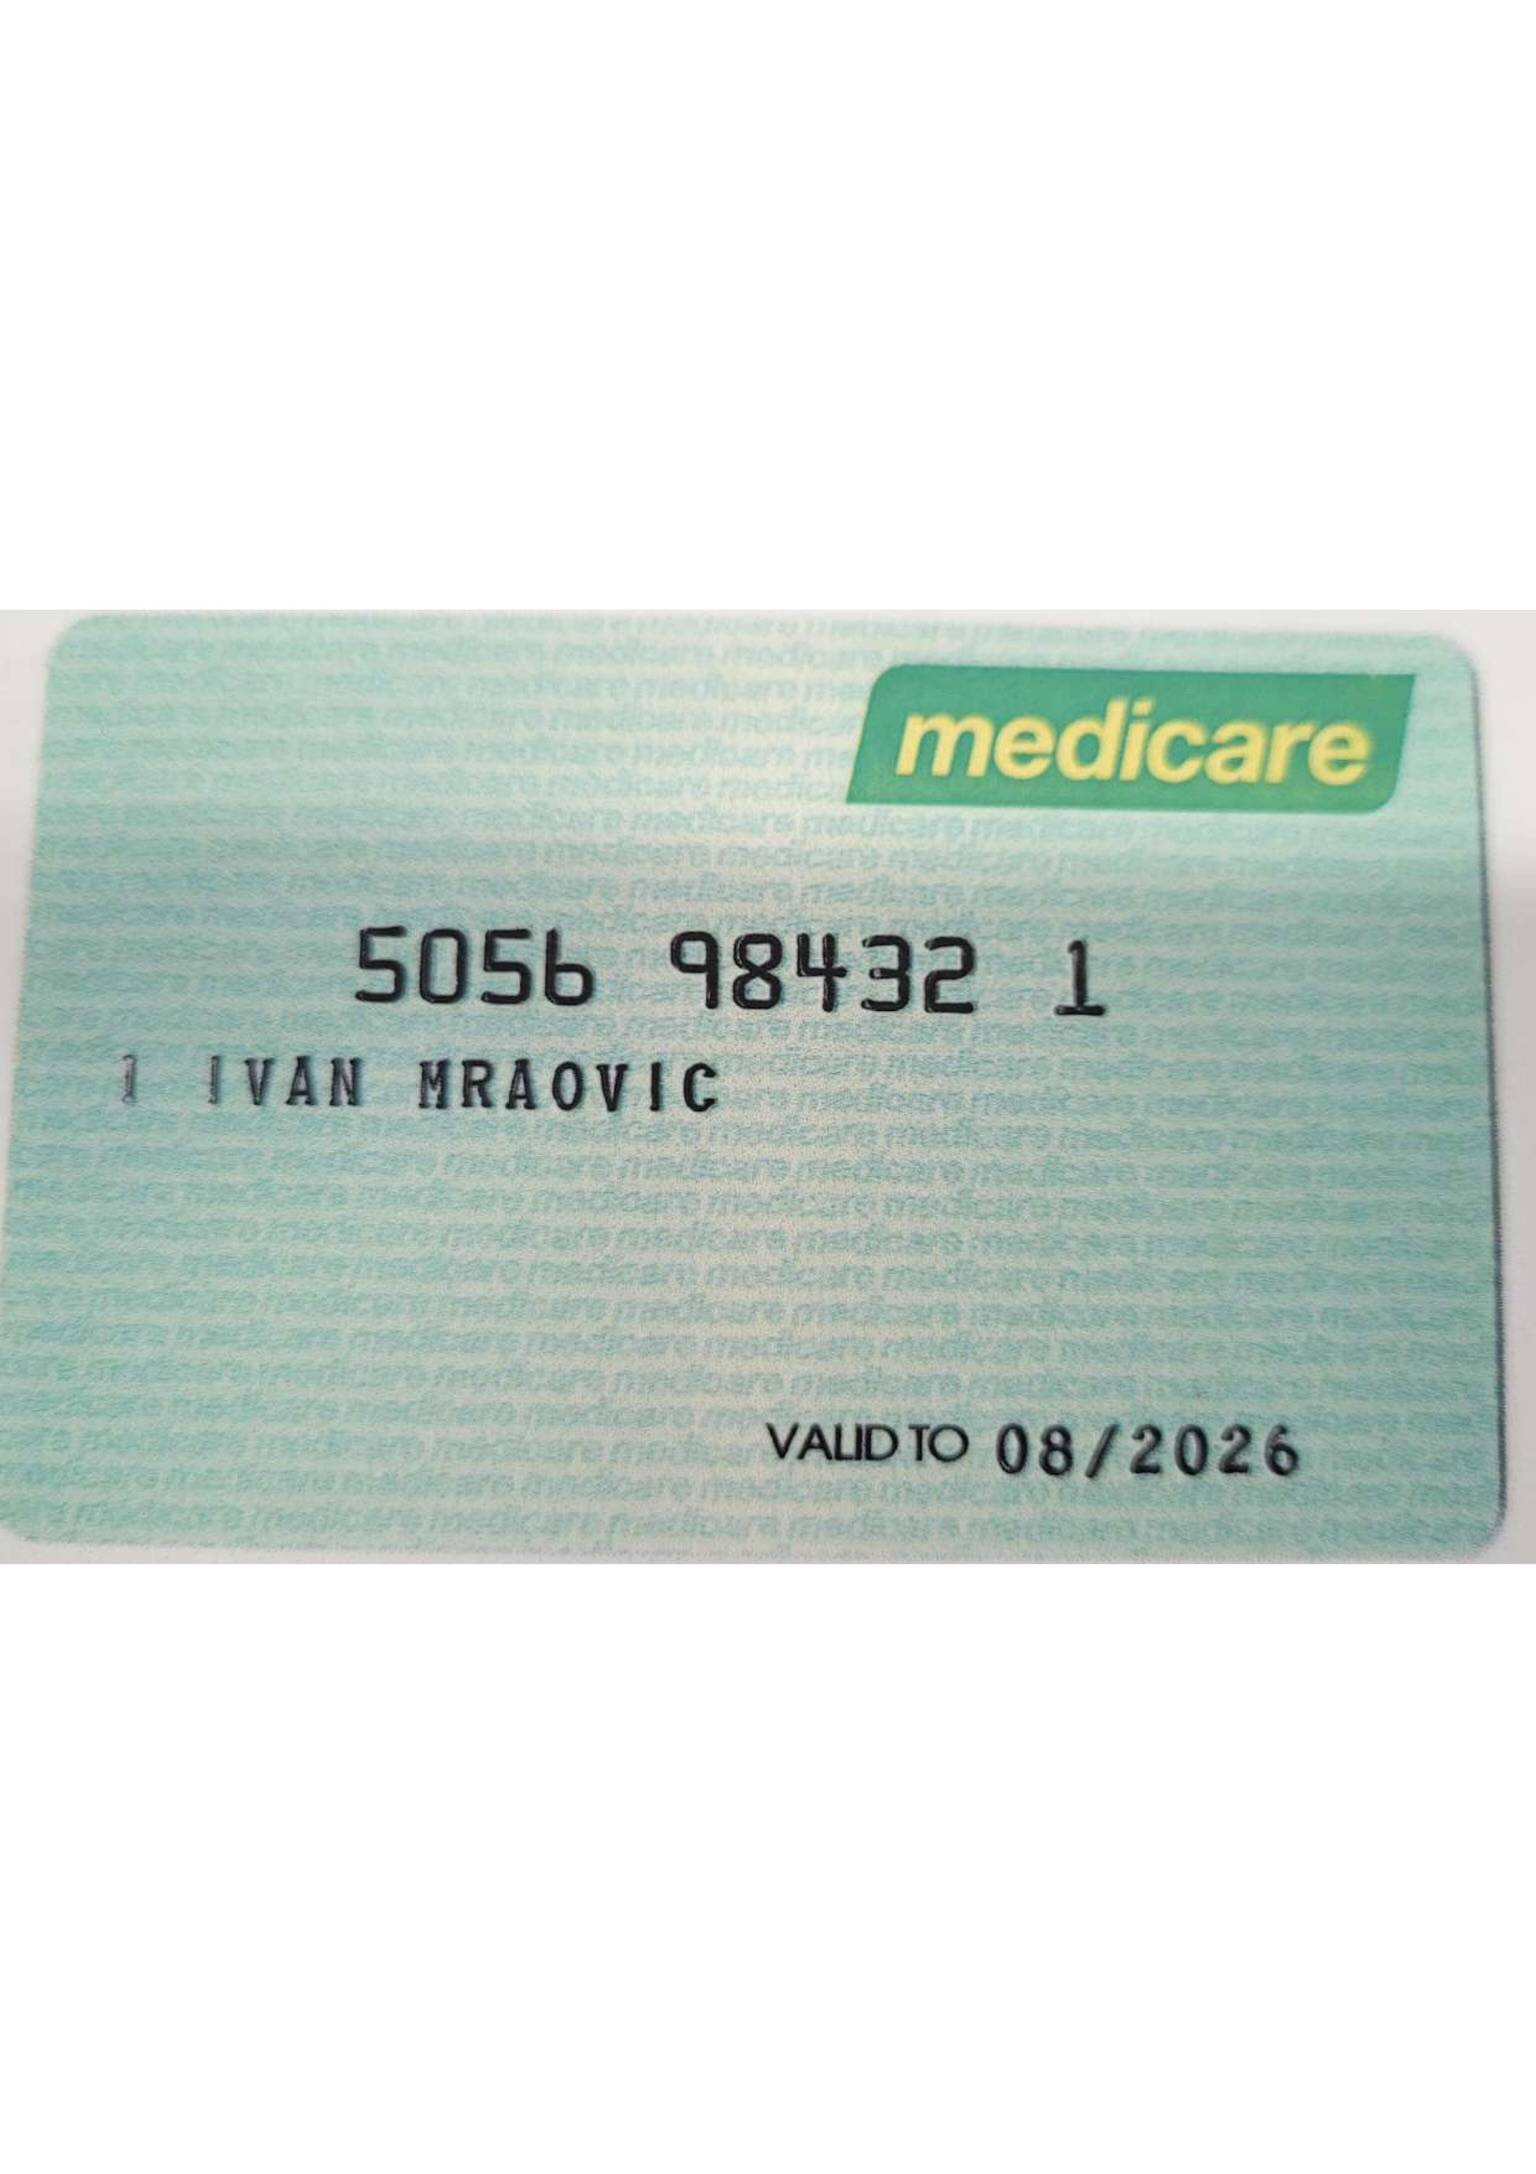 medicare
5056 98432 1
1 IVAN MRAOVIC
VALID TO 08/2026